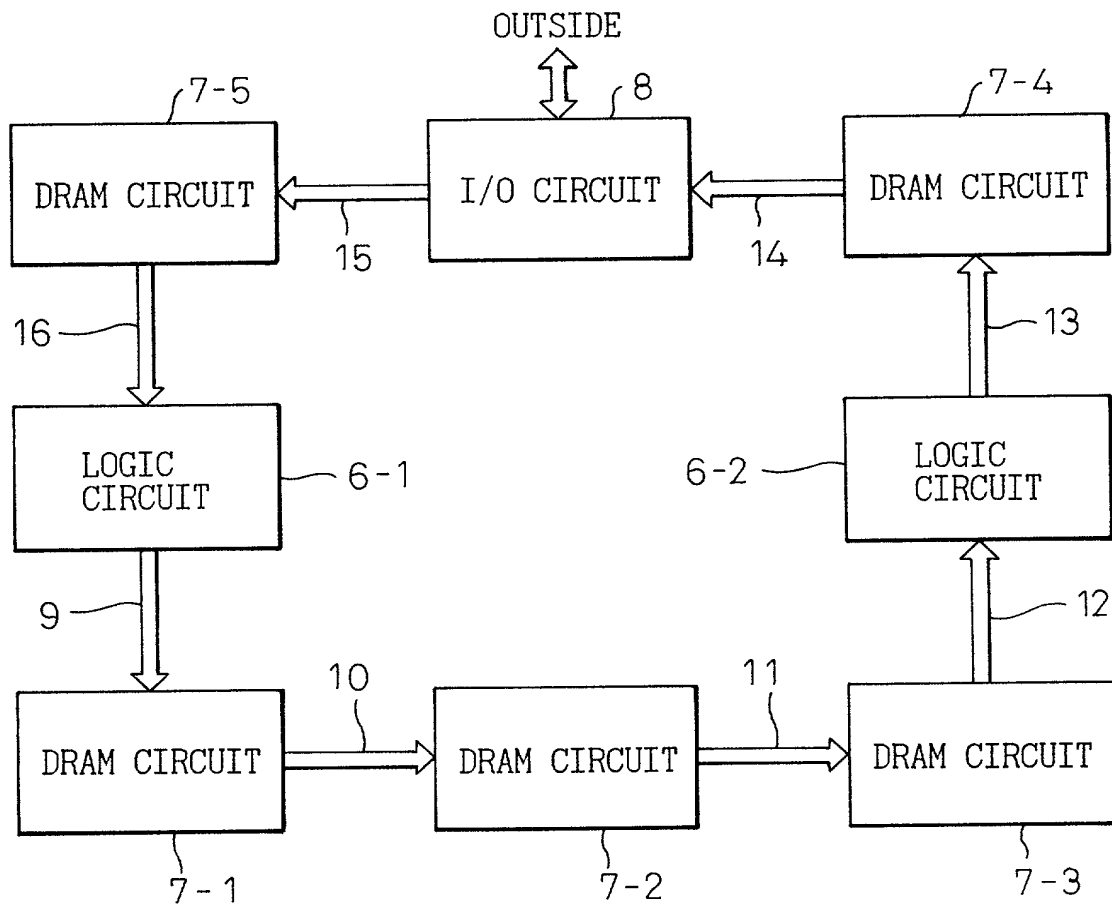 OUTSIDE
7-5
8
7-4
DRAM CIRCUIT
I/O CIRCUIT
DRAM CIRCUIT
15
14
16
13
LOGIC
CIRCUIT
6-1
6-2
LOGIC
CIRCUIT
9
12
10
11
DRAM CIRCUIT
DRAM CIRCUIT
DRAM CIRCUIT
7-1
7-2
7-3